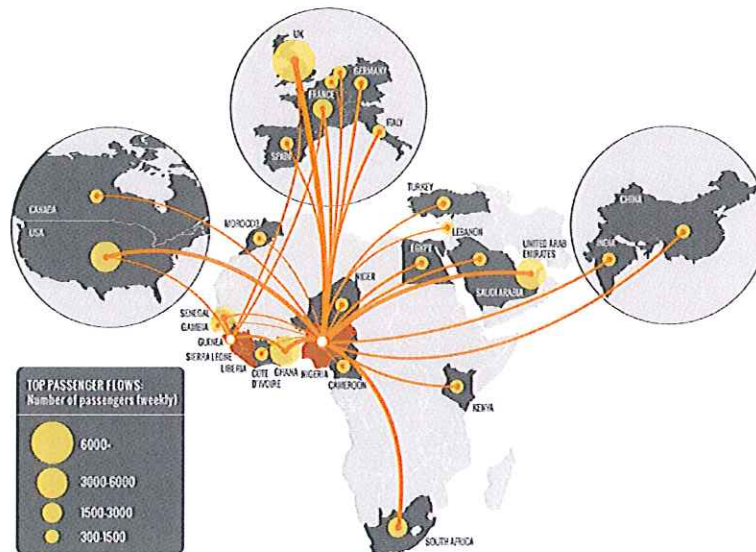 UK
GERMANY
FRANCE
ITALY
SPAIN
CANADA
USA
MOROCCO
TURKEY
LEBANON
EGYPT
UNITED ARAB
EMIRATES
SAUDI ARABIA
CHINA
INDIA
NIGER
SENEGAL
GAMBIA
GUINEA
SIERRA LEONE
LIBERIA
COTE
D'IVOIRE
GHANA
NIGERIA
CAMEROON
KENYA
SOUTH AFRICA
TOP PASSENGER FLOWS:
Number of passengers (weekly)
6000+
3000-6000
1500-3000
300-1500